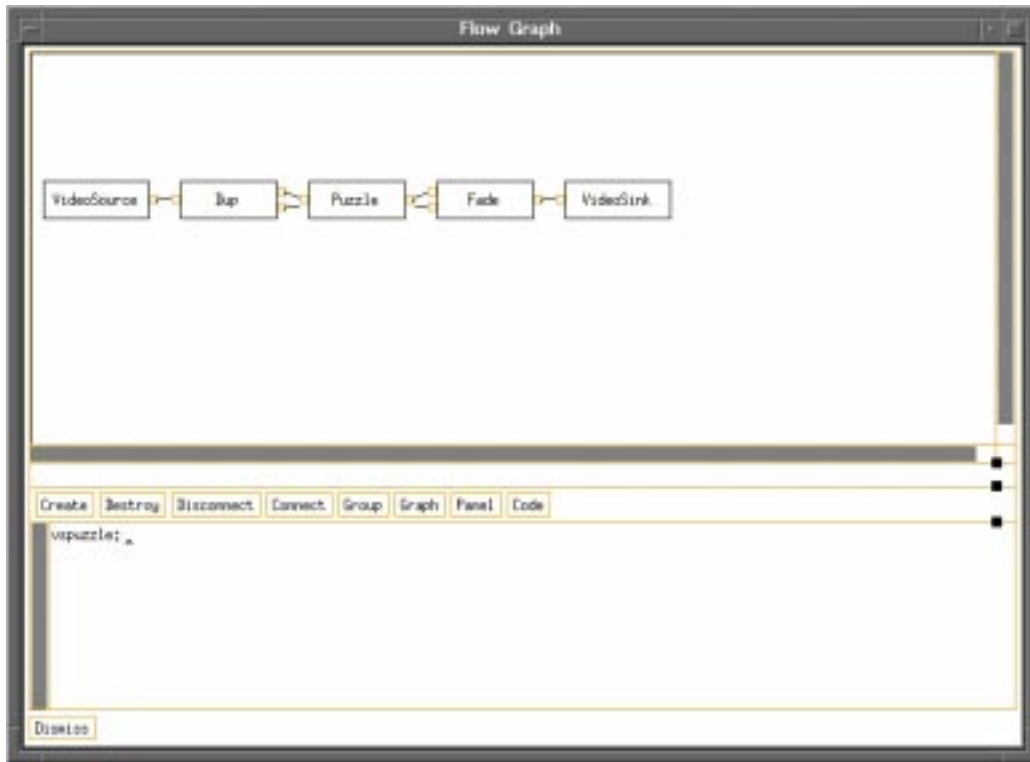 Flow Graph
VideoSource Dup Puzzle Fade VideoSink
Create Destroy Disconnect Connect Group Graph Panel Code
vspuzzle;
Dismiss